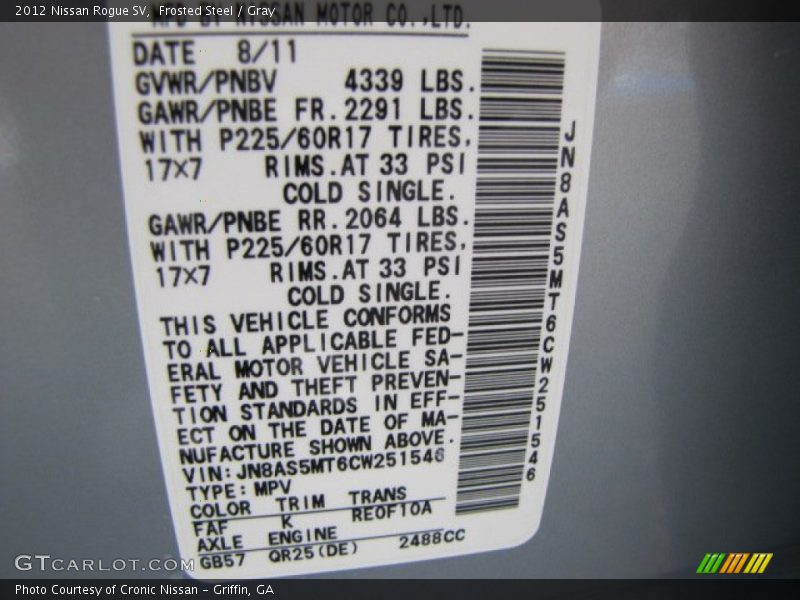 2012 Nissan Rogue SV, Frosted Steel / Gray
MFD BY NISSAN MOTOR CO.,LTD.
DATE 8/11
GVWR/PNBV 4339 LBS.
GAWR/PNBE FR. 2291 LBS.
WITH P225/60R17 TIRES,
17×7 RIMS.AT 33 PSI
COLD SINGLE.
GAWR/PNBE RR. 2064 LBS.
WITH P225/60R17 TIRES,
17×7 RIMS.AT 33 PSI
COLD SINGLE.
THIS VEHICLE CONFORMS
TO ALL APPLICABLE FED-
ERAL MOTOR VEHICLE SA-
FETY AND THEFT PREVEN-
TION STANDARDS IN EFF-
ECT ON THE DATE OF MA-
NUFACTURE SHOWN ABOVE.
VIN:JN8AS5MT6CW251546
TYPE:MPV
COLOR TRIM TRANS
FAF K RE0F10A
AXLE ENGINE
GB57 QR25(DE) 2488CC
JN8AS5MT6CW251546
GTCARLOT.COM
Photo Courtesy of Cronic Nissan - Griffin, GA